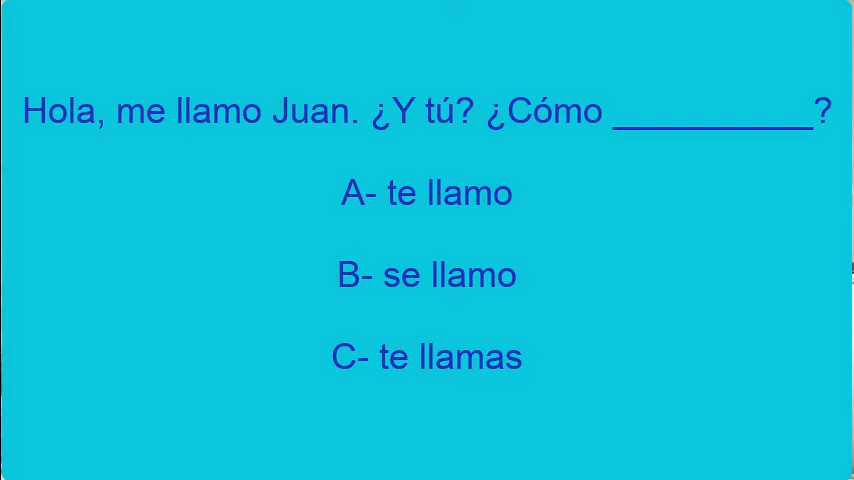 Hola, me llamo Juan. ¿Y tú? ¿Cómo __________?
A- te llamo
B- se llamo
C- te llamas